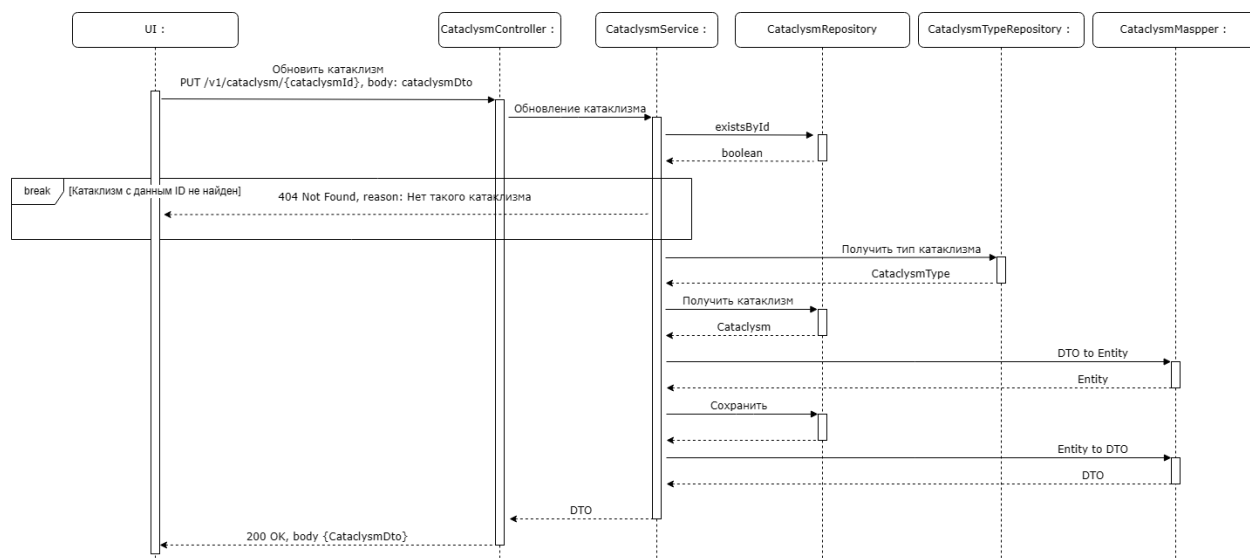 UI :
CataclysmController :
CataclysmService :
CataclysmRepository
CataclysmTypeRepository :
CataclysmMaspper :
Обновить катаклизм
PUT /v1/cataclysm/{cataclysmId}, body: cataclysmDto
Обновление катаклизма
existsById
boolean
break
[Катаклизм с данным ID не найден]
404 Not Found, reason: Нет такого катаклизма
Получить тип катаклизма
CataclysmType
Получить катаклизм
Cataclysm
DTO to Entity
Entity
Сохранить
Entity to DTO
DTO
DTO
200 OK, body {CataclysmDto}